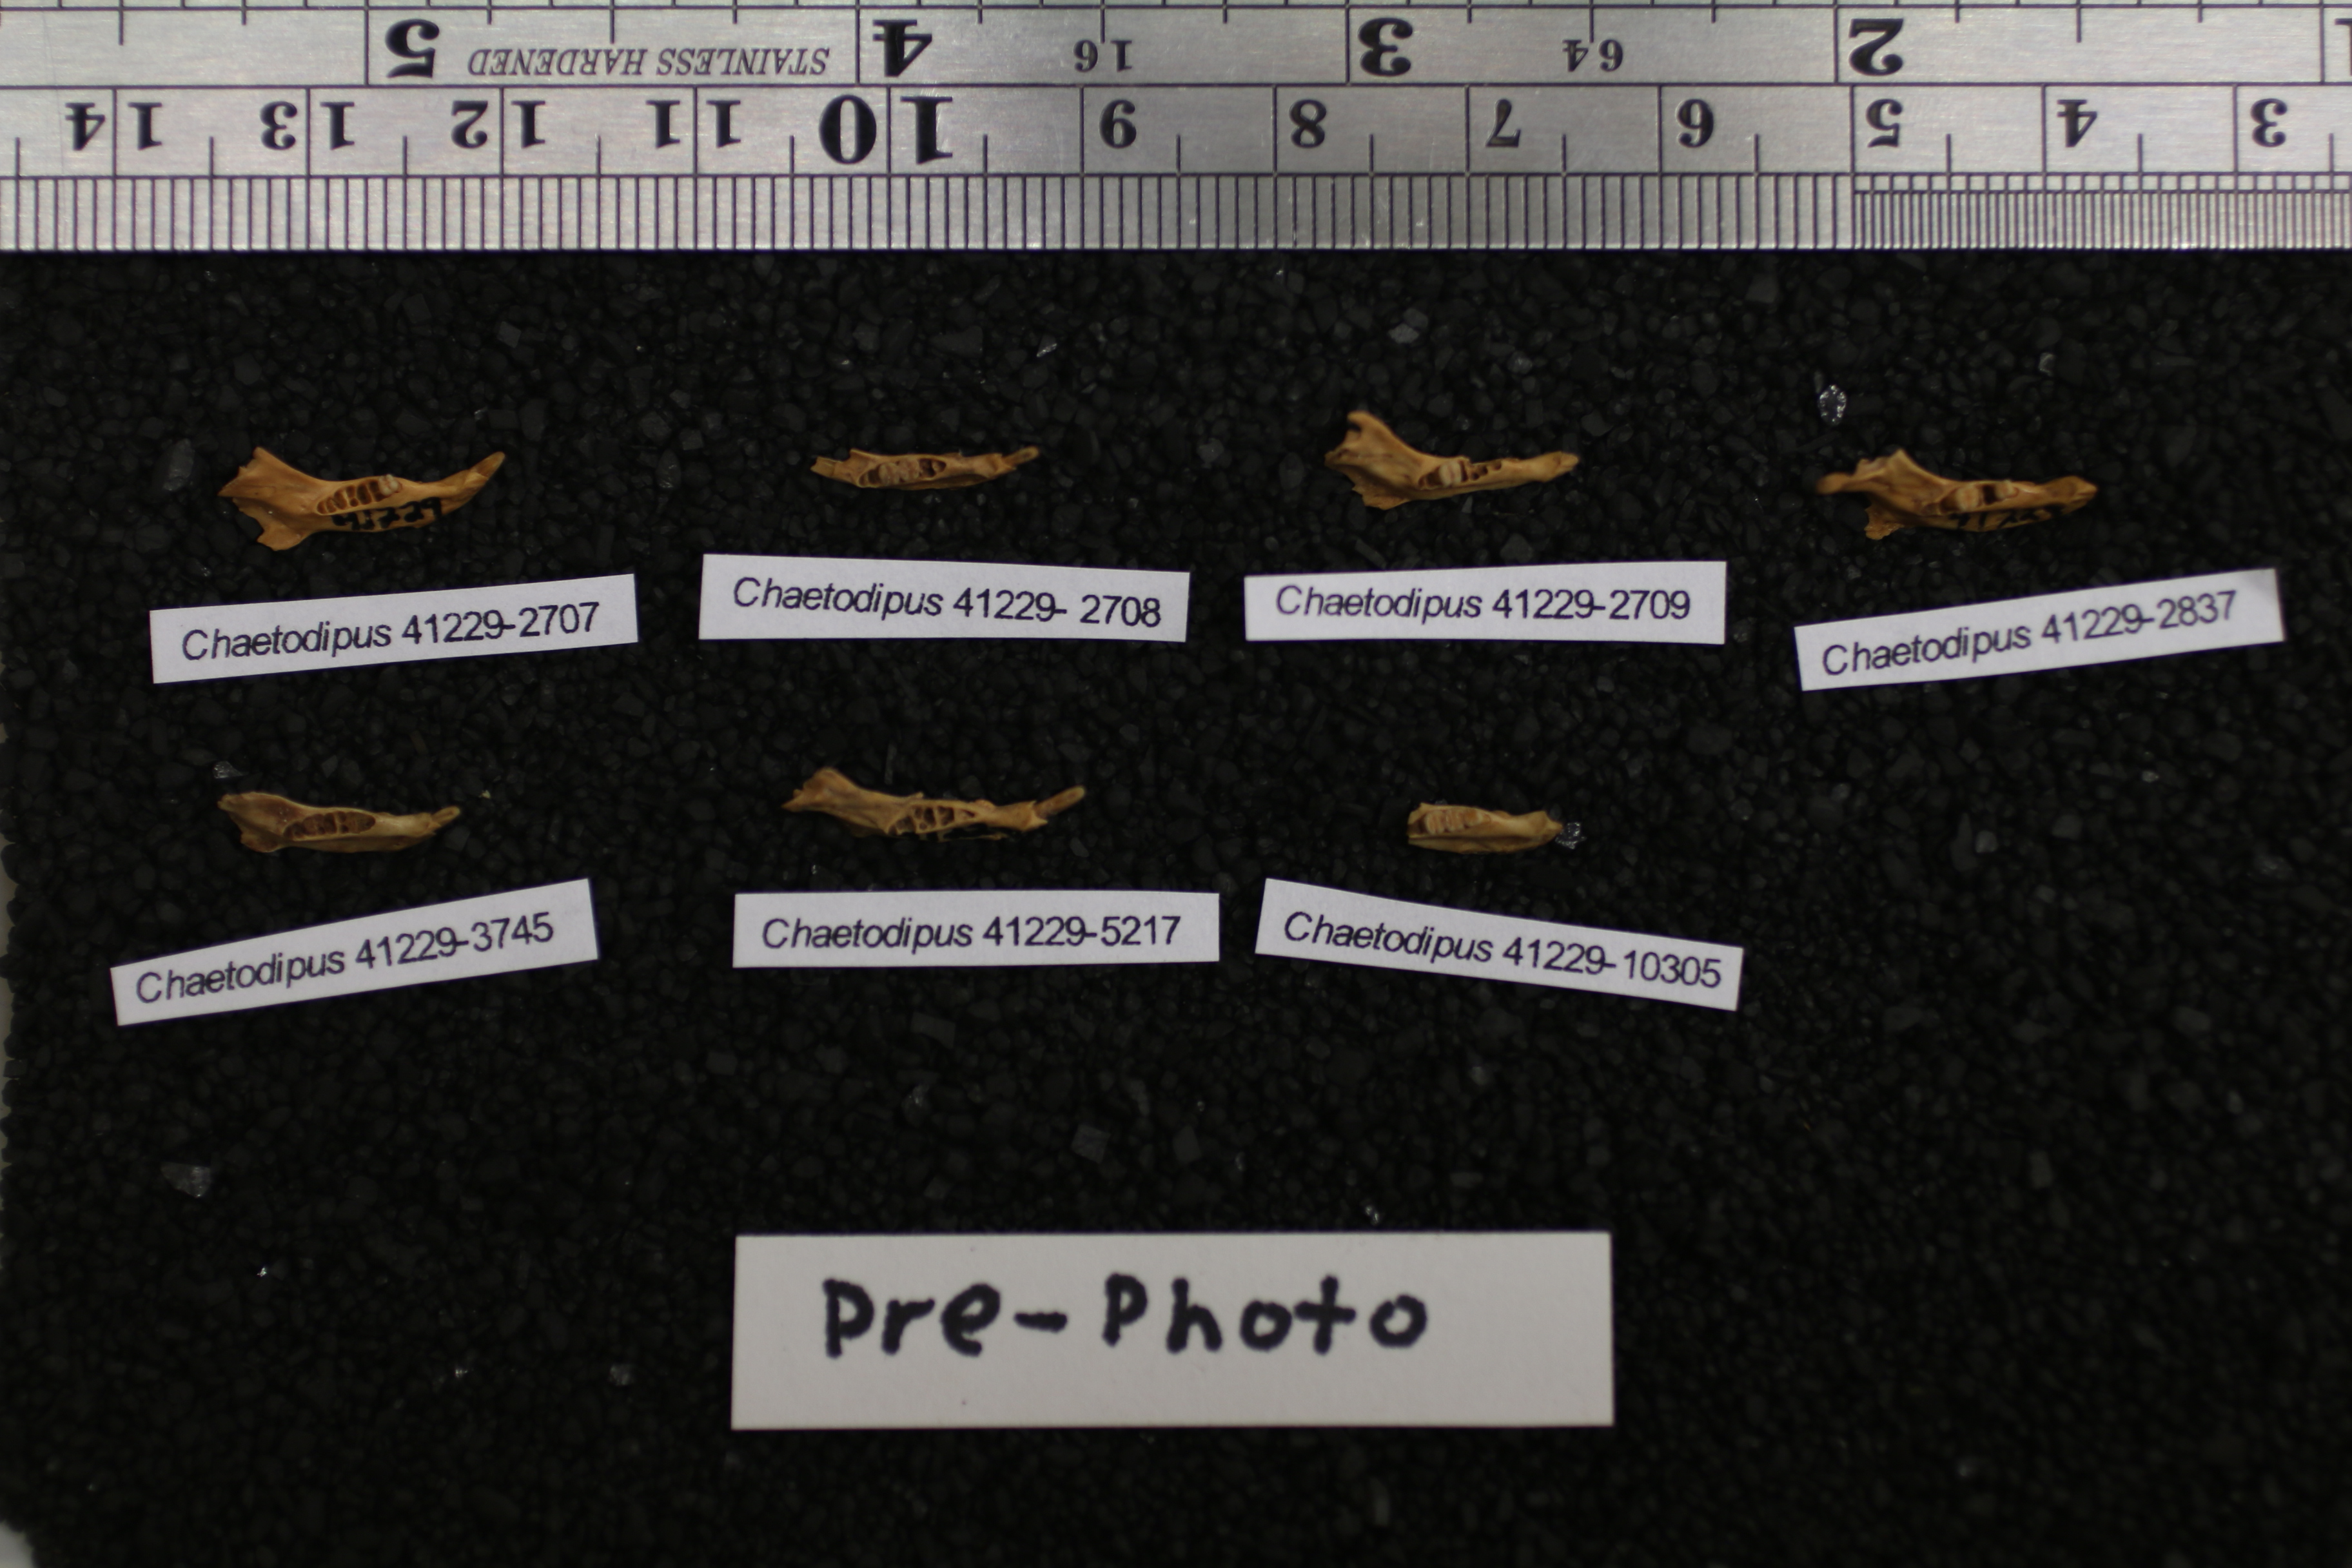 5 STAINLESS HARDENED 4 16 3 64 2 1
14 13 12 11 10 9 8 7 6 5 4 3
Chaetodipus 41229-2707
Chaetodipus 41229- 2708
Chaetodipus 41229-2709
Chaetodipus 41229-2837
Chaetodipus 41229-3745
Chaetodipus 41229-5217
Chaetodipus 41229-10305
Pre-Photo